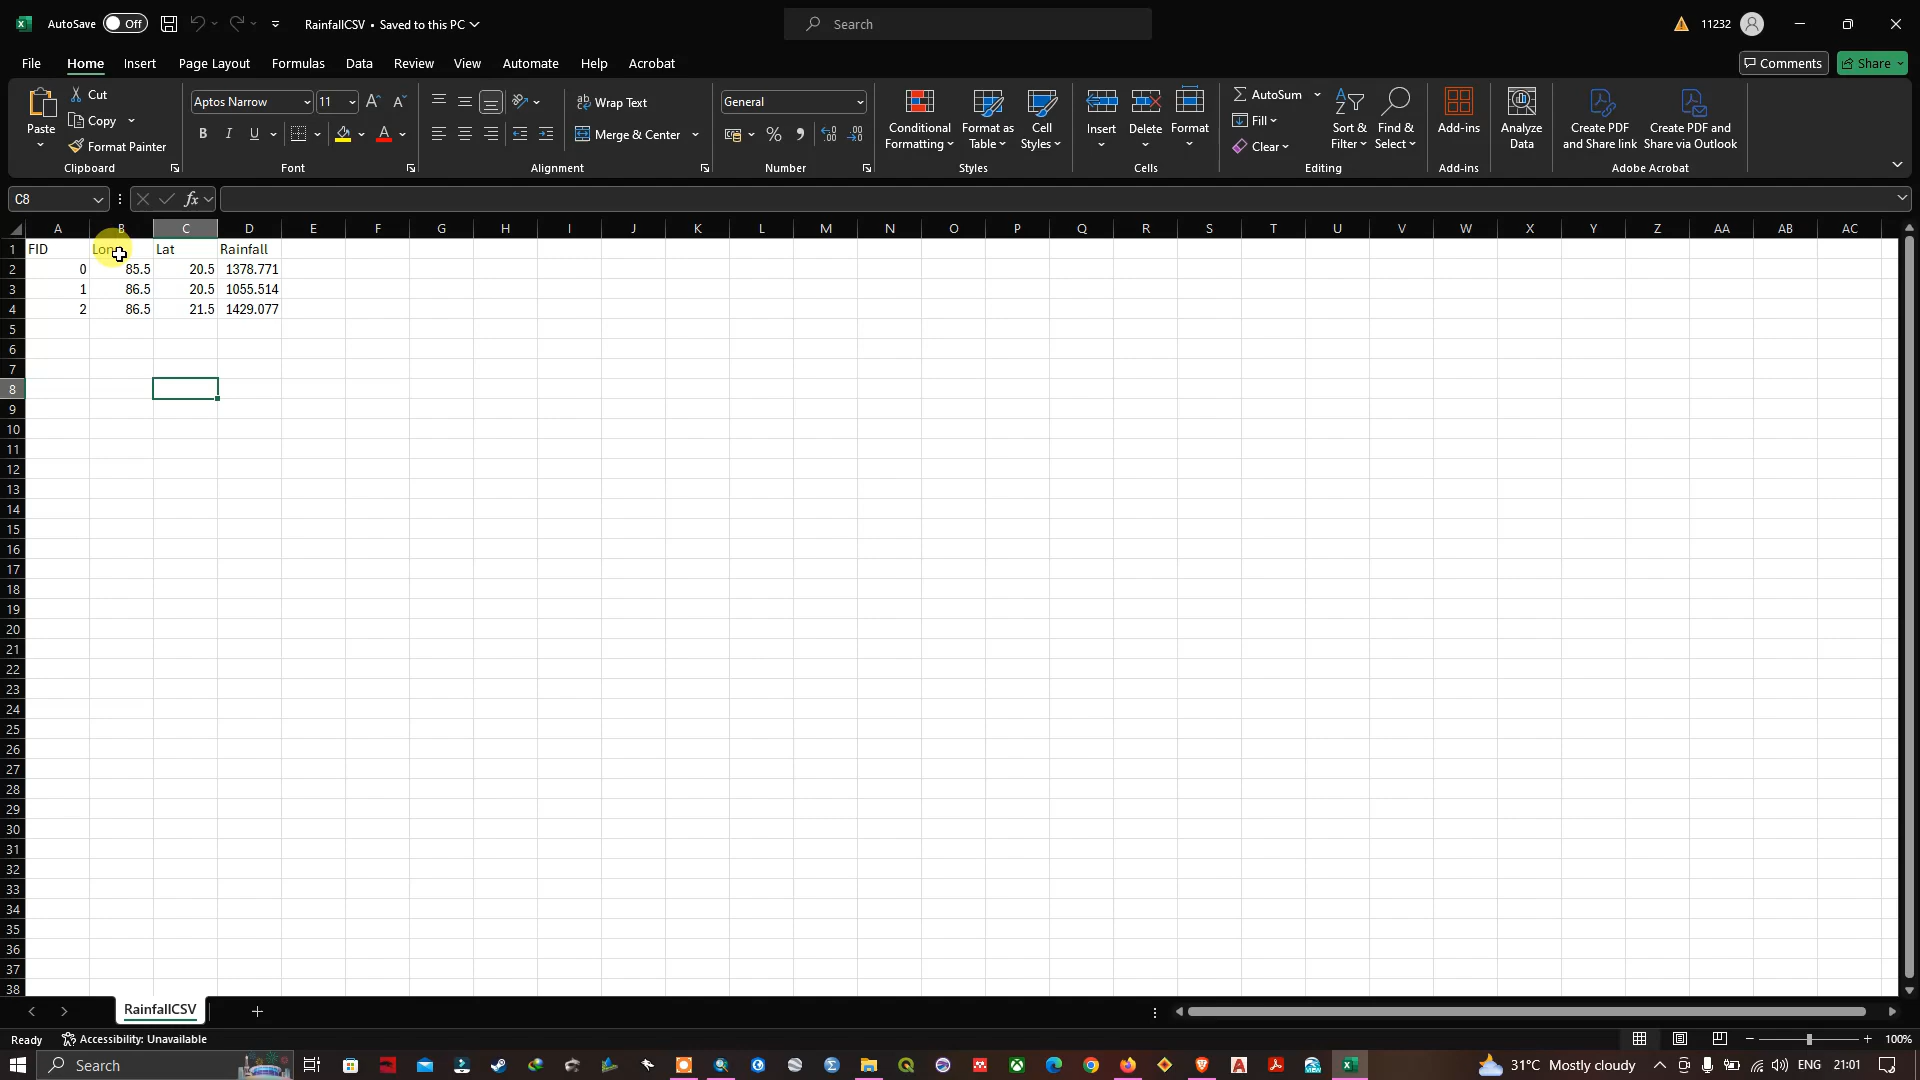 AutoSave Off RainfallCSV • Saved to this PC Search 11232
File Home Insert Page Layout Formulas Data Review View Automate Help Acrobat Comments Share
Paste Cut Copy Format Painter Clipboard
Aptos Narrow 11 B I U A Font
Wrap Text Merge & Center Alignment
General % Number
Conditional Formatting Format as Table Cell Styles Styles
Insert Delete Format Cells
AutoSum Fill Clear Sort & Filter Find & Select Editing
Add-ins Add-ins
Analyze Data
Create PDF and Share link Create PDF and Share via Outlook Adobe Acrobat
C8 fx
A B C D E F G H I J K L M N O P Q R S T U V W X Y Z AA AB AC
1 FID Lat Rainfall
2 0 85.5 20.5 1378.771
3 1 86.5 20.5 1055.514
4 2 86.5 21.5 1429.077
5
6
7
8
9
10
11
12
13
14
15
16
17
18
19
20
21
22
23
24
25
26
27
28
29
30
31
32
33
34
35
36
37
38
RainfallCSV
Ready Accessibility: Unavailable 100%
Search 31°C Mostly cloudy ENG 21:01